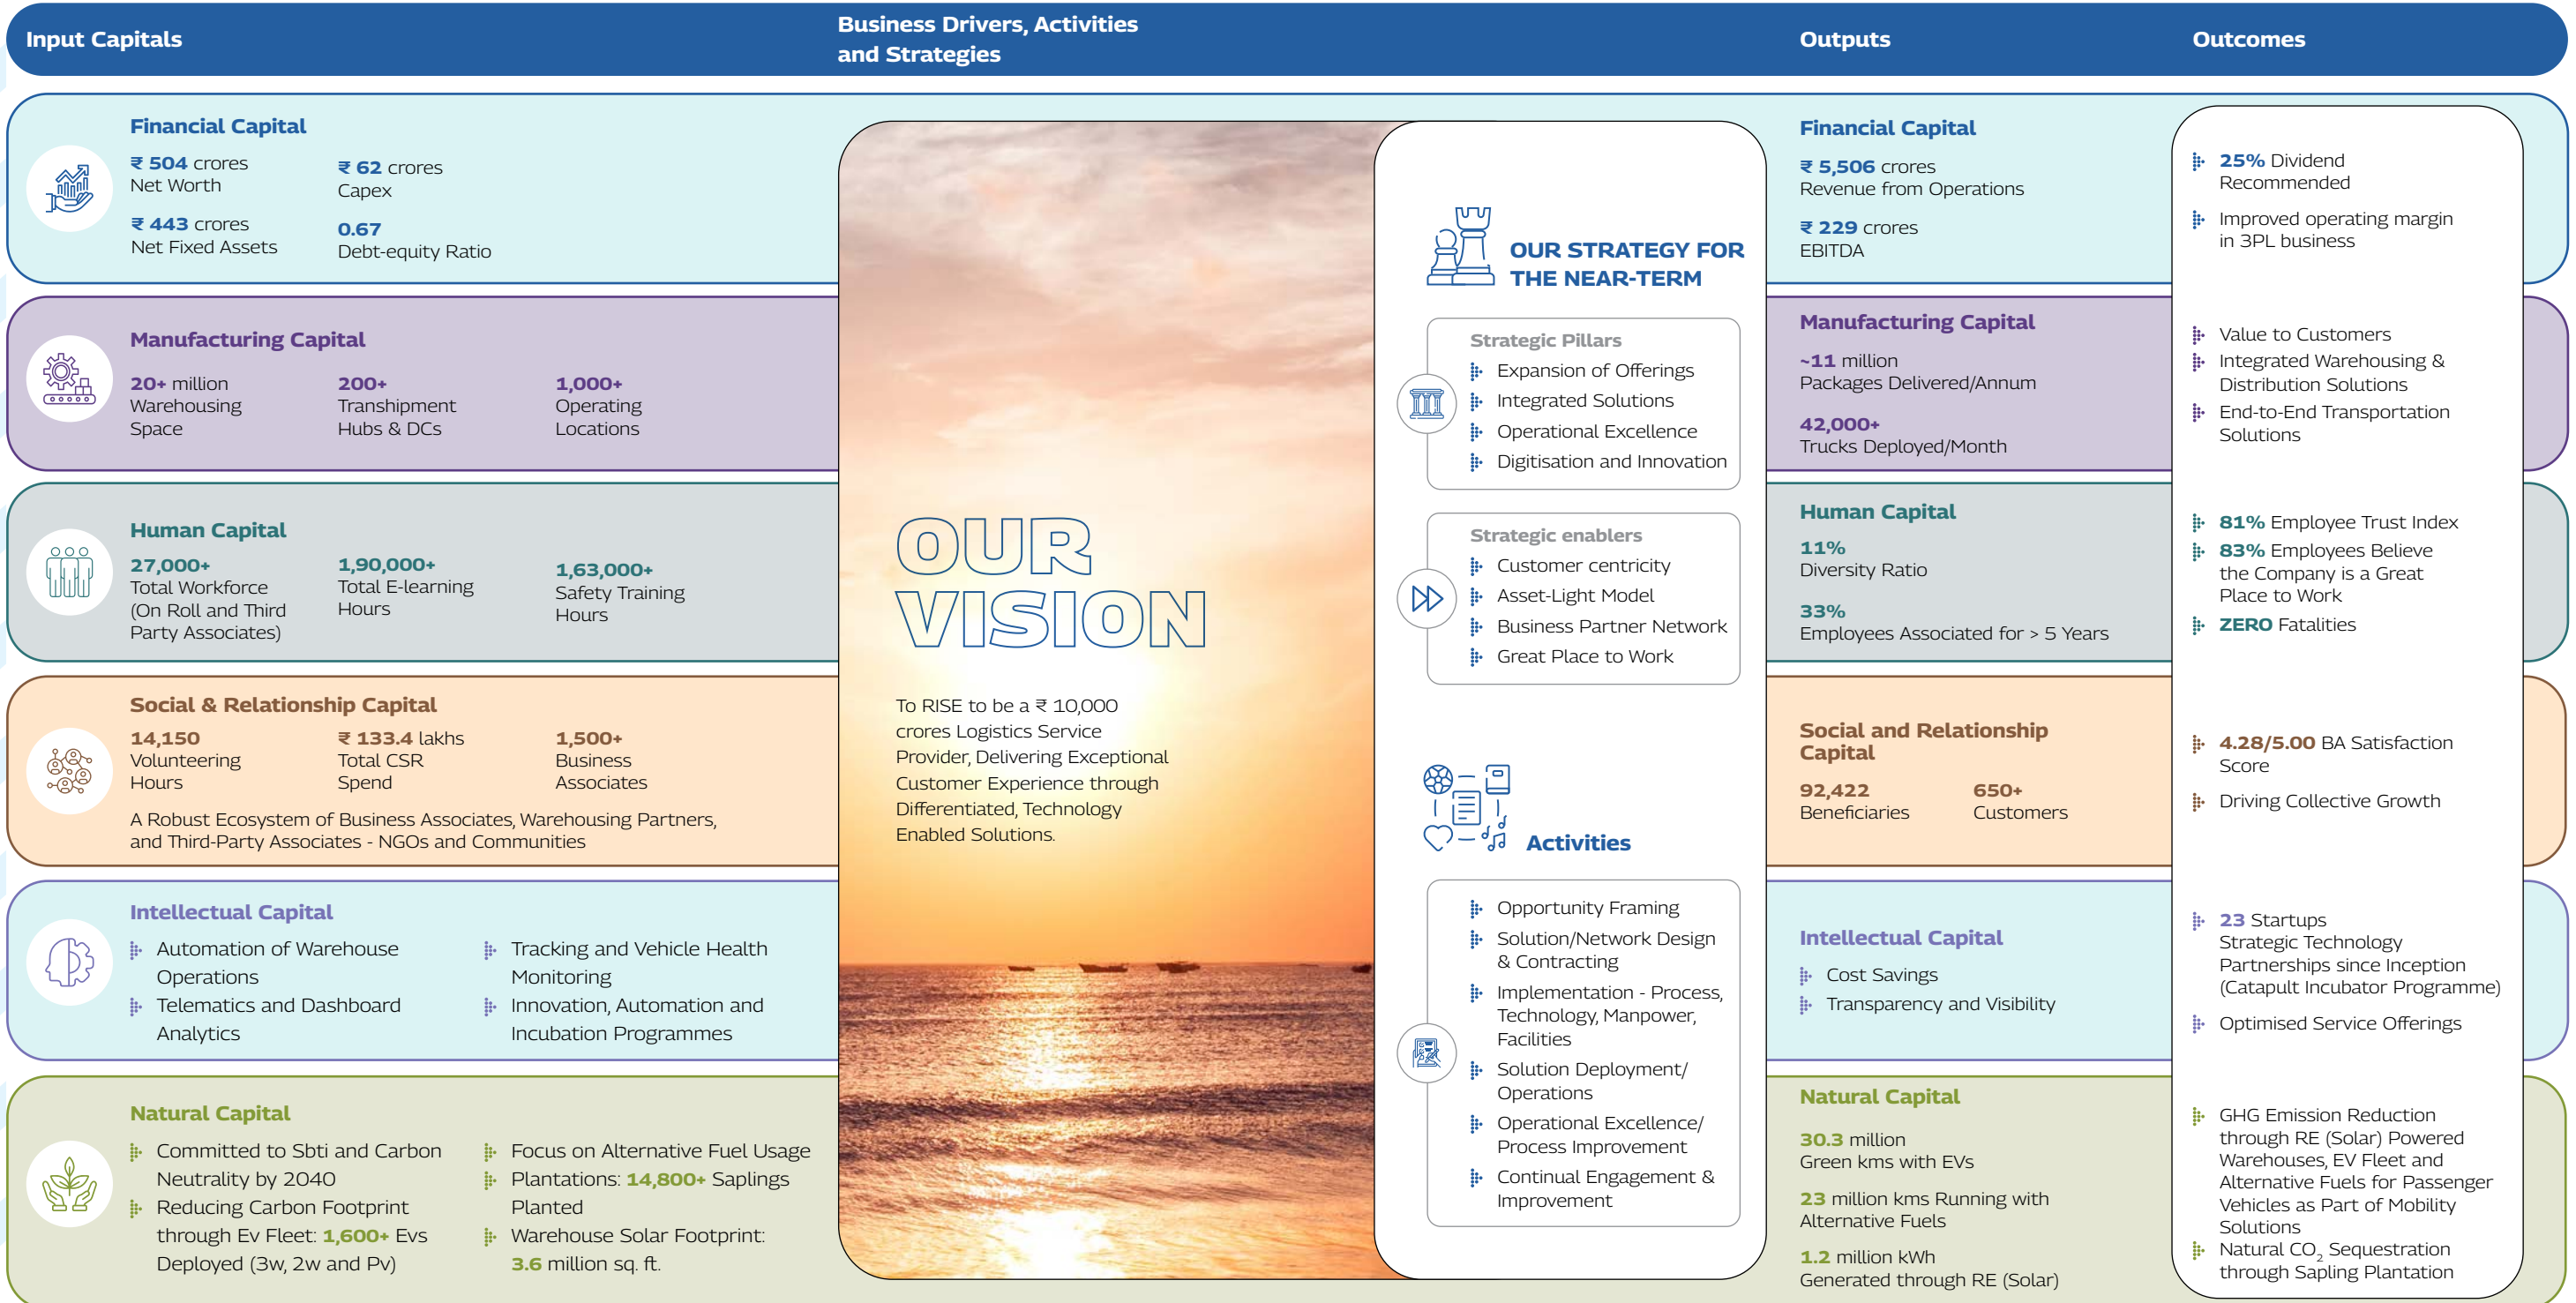 Input Capitals
Business Drivers, Activities
and Strategies
Outputs
Outcomes
Financial Capital
₹ 504 crores
Net Worth
₹ 62 crores
Capex
₹ 443 crores
Net Fixed Assets
0.67
Debt-equity Ratio
Manufacturing Capital
20+ million
Warehousing
Space
200+
Transhipment
Hubs & DCs
1,000+
Operating
Locations
Human Capital
27,000+
Total Workforce
(On Roll and Third
Party Associates)
1,90,000+
Total E-learning
Hours
1,63,000+
Safety Training
Hours
Social & Relationship Capital
14,150
Volunteering
Hours
₹ 133.4 lakhs
Total CSR
Spend
1,500+
Business
Associates
A Robust Ecosystem of Business Associates, Warehousing Partners,
and Third-Party Associates - NGOs and Communities
Intellectual Capital
Automation of Warehouse
Operations
Telematics and Dashboard
Analytics
Tracking and Vehicle Health
Monitoring
Innovation, Automation and
Incubation Programmes
Natural Capital
Committed to Sbti and Carbon
Neutrality by 2040
Reducing Carbon Footprint
through Ev Fleet: 1,600+ Evs
Deployed (3w, 2w and Pv)
Focus on Alternative Fuel Usage
Plantations: 14,800+ Saplings
Planted
Warehouse Solar Footprint:
3.6 million sq. ft.
OUR
VISION
To RISE to be a ₹ 10,000
crores Logistics Service
Provider, Delivering Exceptional
Customer Experience through
Differentiated, Technology
Enabled Solutions.
OUR STRATEGY FOR
THE NEAR-TERM
Strategic Pillars
Expansion of Offerings
Integrated Solutions
Operational Excellence
Digitisation and Innovation
Strategic enablers
Customer centricity
Asset-Light Model
Business Partner Network
Great Place to Work
Activities
Opportunity Framing
Solution/Network Design
& Contracting
Implementation - Process,
Technology, Manpower,
Facilities
Solution Deployment/
Operations
Operational Excellence/
Process Improvement
Continual Engagement &
Improvement
Financial Capital
₹ 5,506 crores
Revenue from Operations
₹ 229 crores
EBITDA
Manufacturing Capital
~11 million
Packages Delivered/Annum
42,000+
Trucks Deployed/Month
Human Capital
11%
Diversity Ratio
33%
Employees Associated for > 5 Years
Social and Relationship
Capital
92,422
Beneficiaries
650+
Customers
Intellectual Capital
Cost Savings
Transparency and Visibility
Natural Capital
30.3 million
Green kms with EVs
23 million kms Running with
Alternative Fuels
1.2 million kWh
Generated through RE (Solar)
25% Dividend
Recommended
Improved operating margin
in 3PL business
Value to Customers
Integrated Warehousing &
Distribution Solutions
End-to-End Transportation
Solutions
81% Employee Trust Index
83% Employees Believe
the Company is a Great
Place to Work
ZERO Fatalities
4.28/5.00 BA Satisfaction
Score
Driving Collective Growth
23 Startups
Strategic Technology
Partnerships since Inception
(Catapult Incubator Programme)
Optimised Service Offerings
GHG Emission Reduction
through RE (Solar) Powered
Warehouses, EV Fleet and
Alternative Fuels for Passenger
Vehicles as Part of Mobility
Solutions
Natural CO₂ Sequestration
through Sapling Plantation